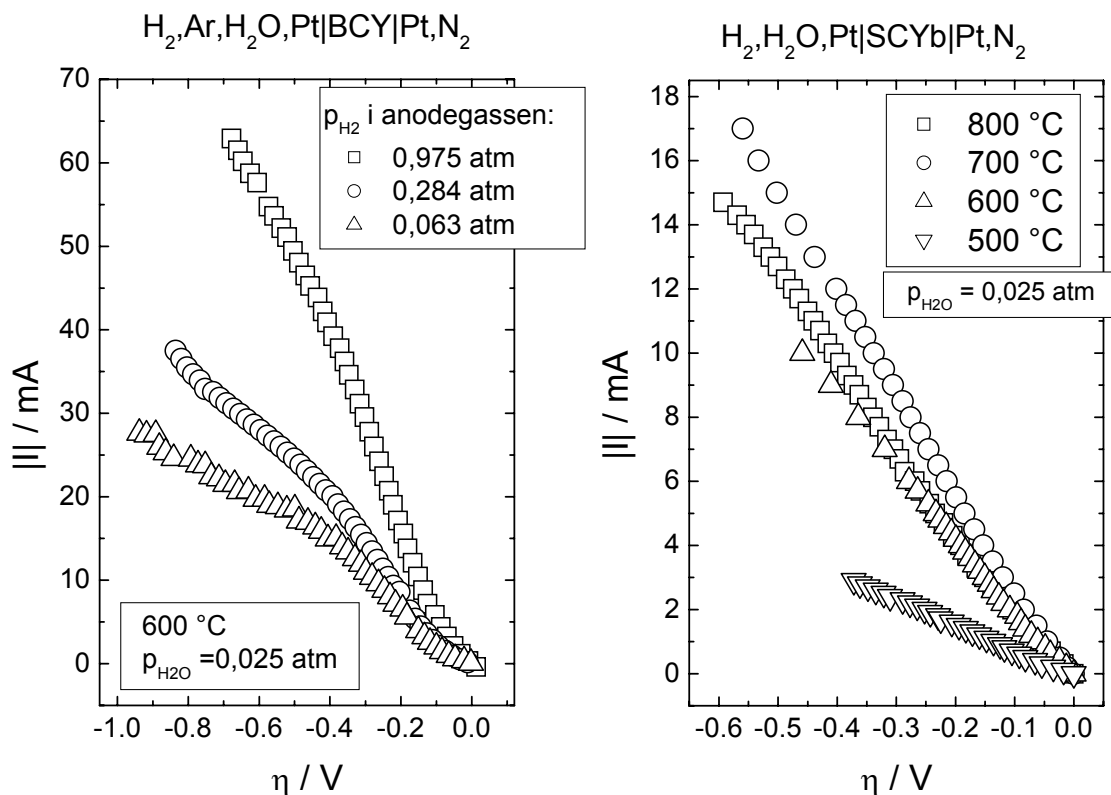 H2,Ar,H2O,Pt|BCY|Pt,N2
70
60
50
40
30
20
10
0
|I| / mA
pH2 i anodegassen:
0,975 atm
0,284 atm
0,063 atm
600 °C
pH2O =0,025 atm
-1.0 -0.8 -0.6 -0.4 -0.2 0.0
η / V
H2,H2O,Pt|SCYb|Pt,N2
18
16
14
12
10
8
6
4
2
0
|I| / mA
800 °C
700 °C
600 °C
500 °C
pH2O = 0,025 atm
-0.6 -0.5 -0.4 -0.3 -0.2 -0.1 0.0
η / V